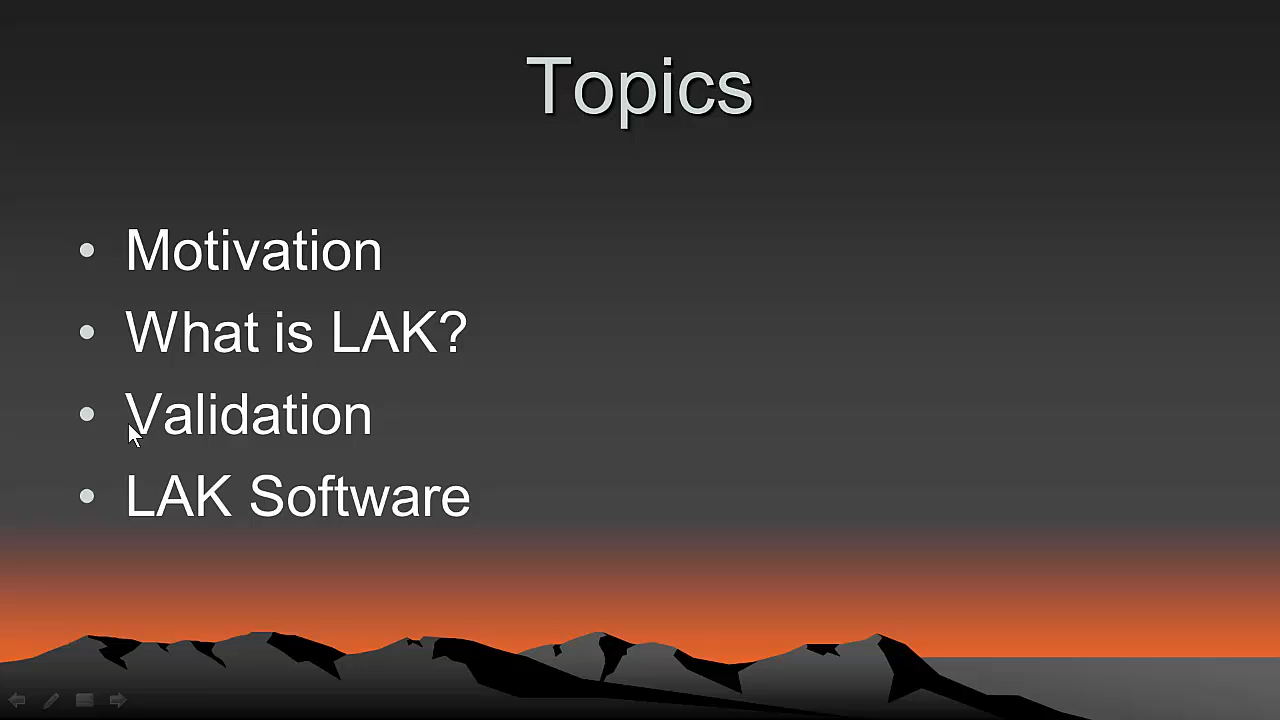 Topics
• Motivation
• What is LAK?
• Validation
• LAK Software